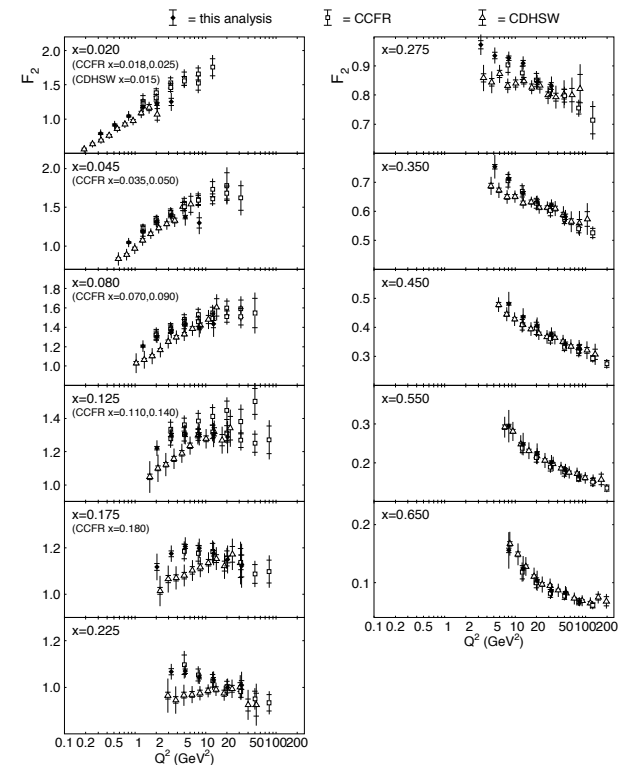 = this analysis = CCFR = CDHSW
F2
2.0
1.5
1.0
x=0.020
(CCFR x=0.018,0.025)
(CDHSW x=0.015)
2.0
1.5
1.0
x=0.045
(CCFR x=0.035,0.050)
1.8
1.6
1.4
1.2
1.0
x=0.080
(CCFR x=0.070,0.090)
1.4
1.2
1.0
x=0.125
(CCFR x=0.110,0.140)
1.2
1.0
x=0.175
(CCFR x=0.180)
1.2
1.0
x=0.225
0.1 0.2 0.5 1 2 5 10 20 50 100 200
Q2 (GeV2)
F2
0.9
0.8
0.7
x=0.275
0.7
0.6
0.5
x=0.350
0.5
0.4
0.3
x=0.450
0.3
0.2
x=0.550
0.2
0.1
x=0.650
0.1 0.2 0.5 1 2 5 10 20 50 100 200
Q2 (GeV2)